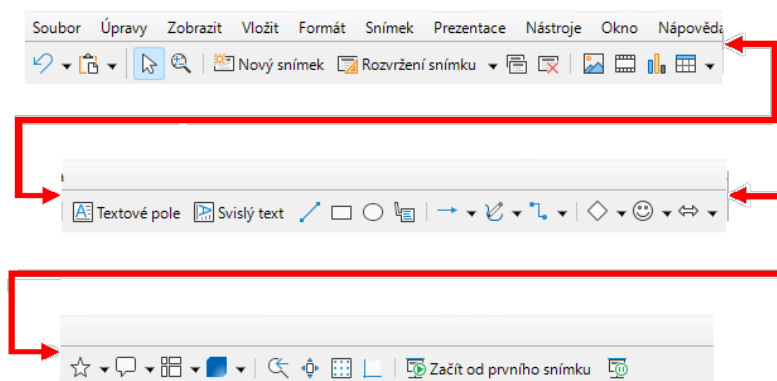 Soubor Úpravy Zobrazit Vložit Formát Snímek Prezentace Nástroje Okno Nápověda
Nový snímek Rozvržení snímku
Textové pole Svislý text
Začít od prvního snímku